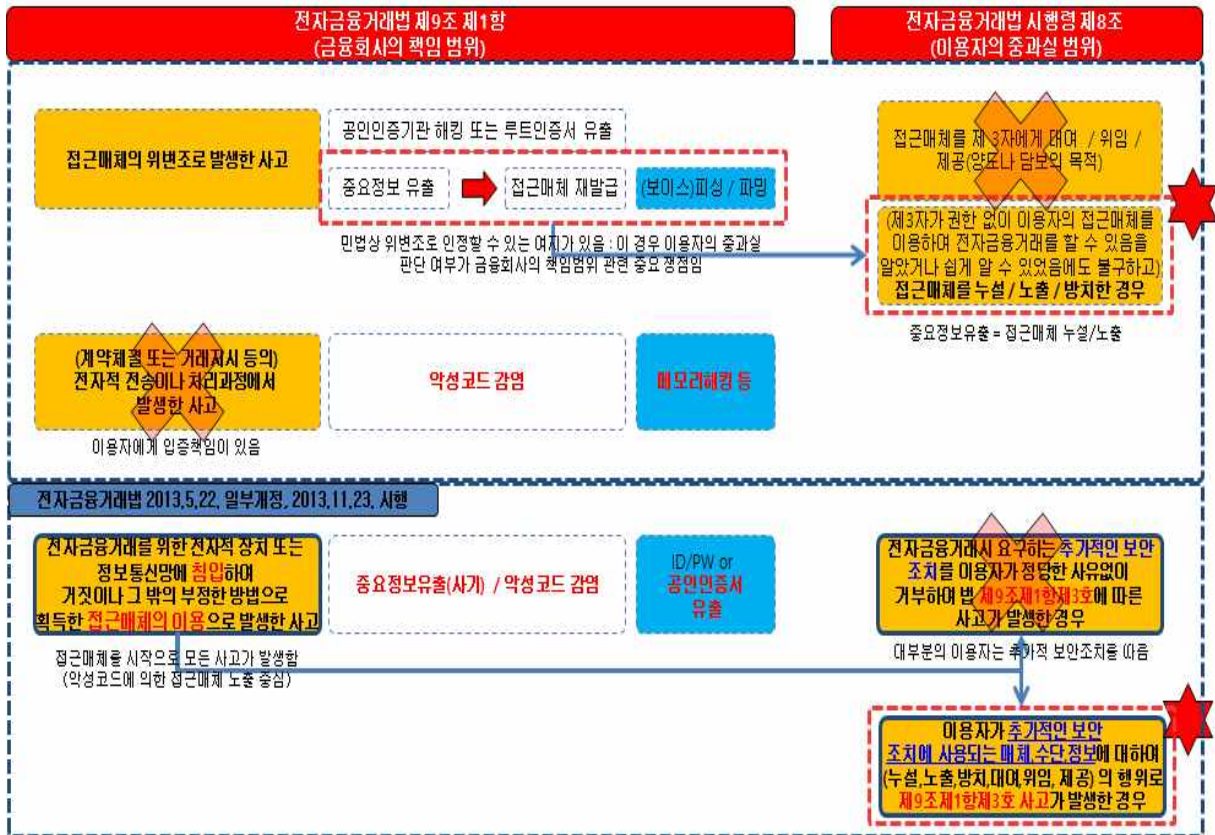 전자금융거래법 제9조 제1항
(금융회사의 책임 범위)
전자금융거래법 시행령 제8조
(이용자의 중과실 범위)
접근매체의 위변조로 발생한 사고
공인인증기관 해킹 또는 루트인증서 유출
중요정보 유출
접근매체 재발급
(보이스)피싱 / 파밍
민법상 위변조로 인정할 수 있는 여지가 있음 : 이 경우 이용자의 중과실
판단 여부가 금융회사의 책임범위 관련 중요 쟁점임
접근매체를 제 3자에게 대여 / 위임 /
제공(양도나 담보의 목적)
(제3자가 권한 없이 이용자의 접근매체를
이용하여 전자금융거래를 할 수 있음을
알았거나 쉽게 알 수 있었음에도 불구하고)
접근매체를 누설 / 노출 / 방치한 경우
중요정보유출 = 접근매체 누설/노출
(계약체결 또는 거래지시 등의)
전자적 전송이나 처리과정에서
발생한 사고
이용자에게 입증책임이 있음
악성코드 감염
메모리해킹 등
전자금융거래법 2013.5.22. 일부개정, 2013.11.23. 시행
전자금융거래를 위한 전자적 장치 또는
정보통신망에 침입하여
거짓이나 그 밖의 부정한 방법으로
획득한 접근매체의 이용으로 발생한 사고
접근매체를 시작으로 모든 사고가 발생함
(악성코드에 의한 접근매체 노출 중심)
중요정보유출(사기) / 악성코드 감염
ID/PW or
공인인증서
유출
전자금융거래시 요구하는 추가적인 보안
조치를 이용자가 정당한 사유없이
거부하여 법 제9조제1항제3호에 따른
사고가 발생한 경우
대부분의 이용자는 추가적 보안조치를 따음
이용자가 추가적인 보안
조치에 사용되는 매체,수단,정보에 대하여
(누설,노출,방치,대여,위임, 제공) 의 행위로
제9조제1항제3호 사고가 발생한 경우